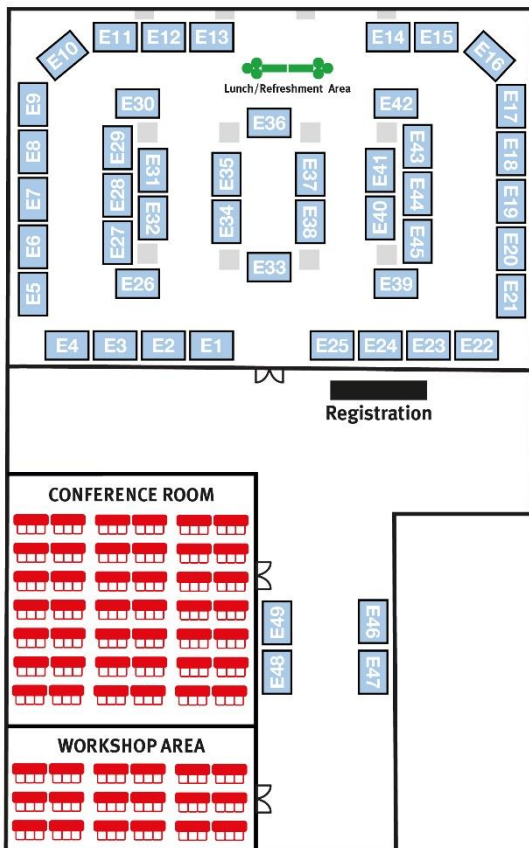 E11 E12 E13 E14 E15
E10 E16
Lunch/Refreshment Area
E9 E30 E42 E17
E36
E8 E29 E31 E35 E37 E41 E43 E18
E7 E28 E32 E34 E38 E40 E44 E19
E6 E27 E45 E20
E5 E26 E33 E39 E21
E4 E3 E2 E1 E25 E24 E23 E22
Registration
CONFERENCE ROOM
E49 E46
E48 E47
WORKSHOP AREA